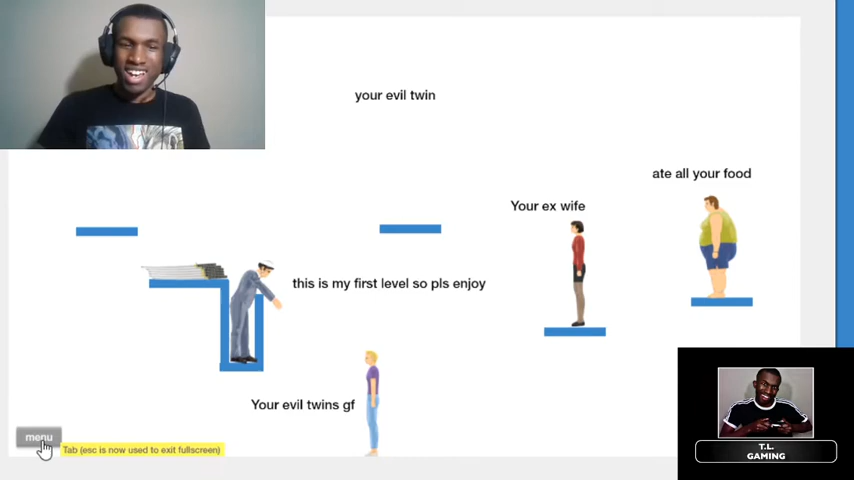 your evil twin
ate all your food
Your ex wife
this is my first level so pls enjoy
Your evil twins gf
menu
Tab (esc is now used to exit fullscreen)
T.L.
GAMING